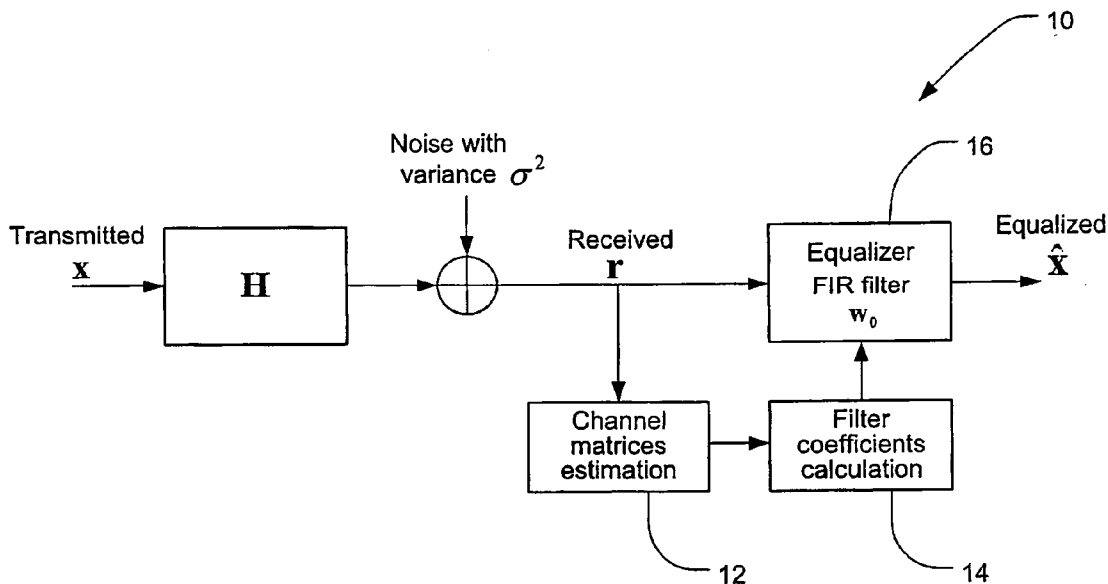 10
16
Noise with
variance σ²
Transmitted
x
H
Received
r
Equalizer
FIR filter
w₀
Equalized
x̂
Channel
matrices
estimation
Filter
coefficients
calculation
12
14